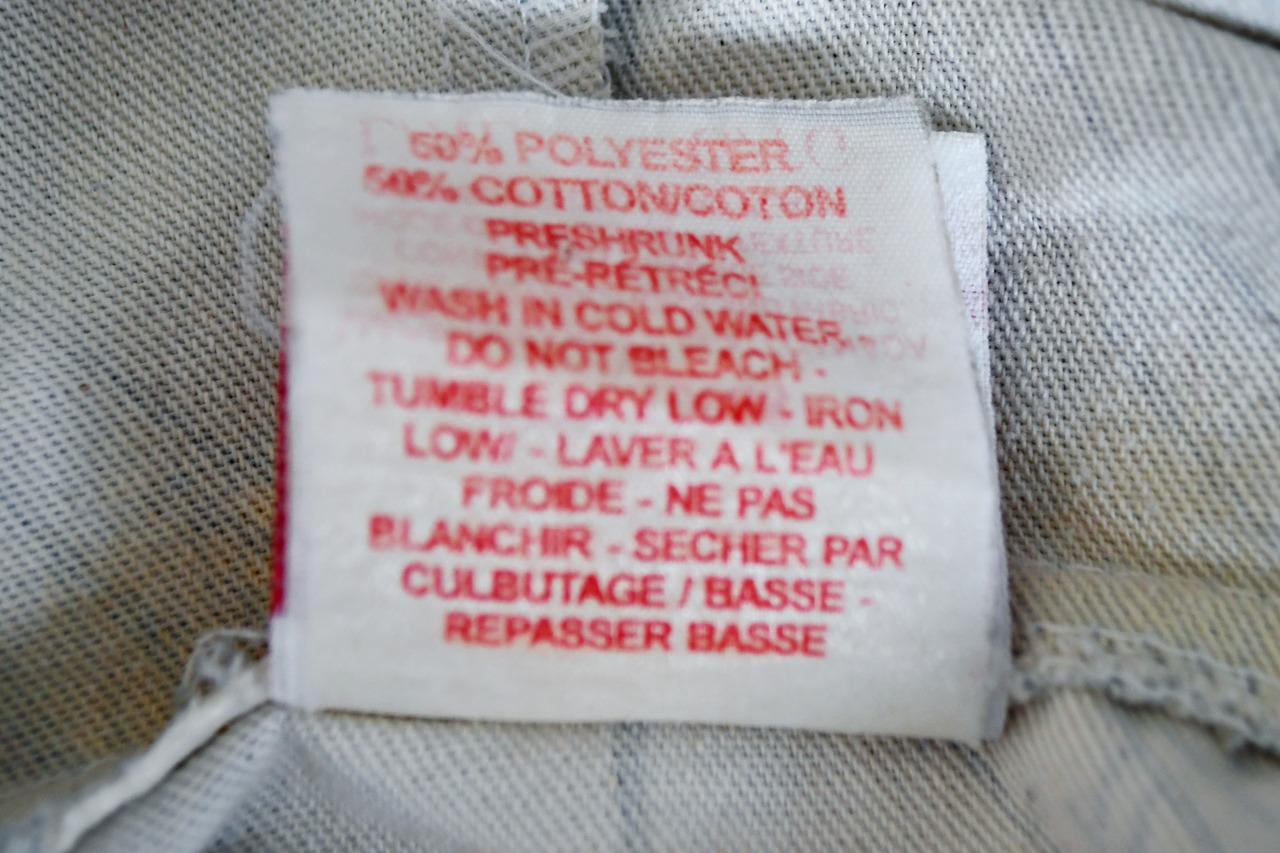 50% POLYESTER
50% COTTON/COTON
PRESHRUNK
PRÉ-RÉTRÉCI
WASH IN COLD WATER -
DO NOT BLEACH -
TUMBLE DRY LOW - IRON
LOW/ - LAVER A L'EAU
FROIDE - NE PAS
BLANCHIR - SECHER PAR
CULBUTAGE / BASSE -
REPASSER BASSE